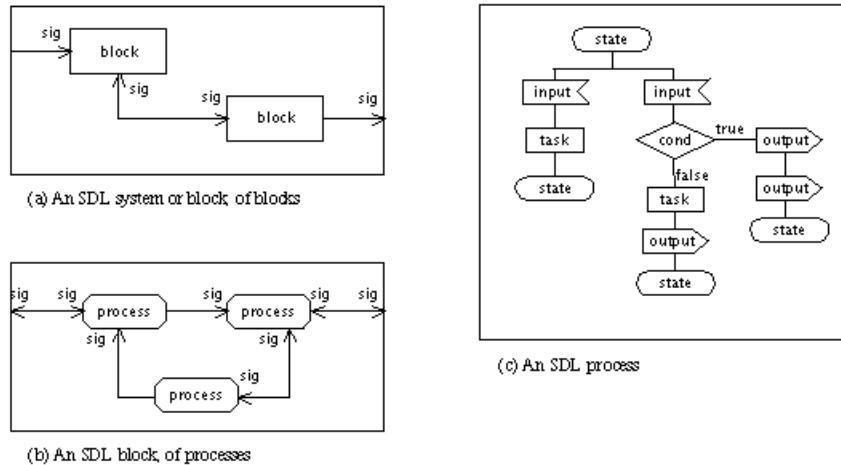 sig
block
sig
sig
block
sig
(a) An SDL system or block, of blocks
sig
sig
process
sig
process
sig
sig
sig
sig
process
sig
(b) An SDL block, of processes
state
input
input
task
cond
true
output
state
false
output
task
state
output
state
(c) An SDL process